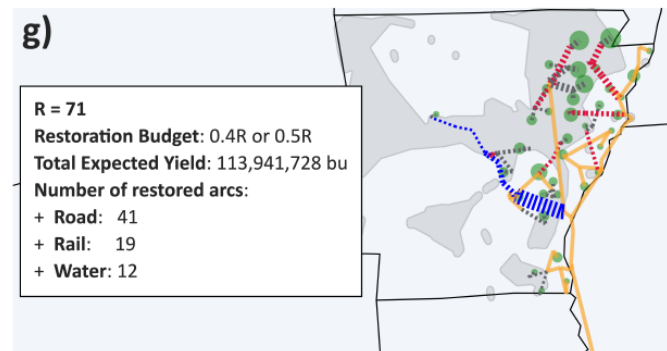 g)
R = 71
Restoration Budget: 0.4R or 0.5R
Total Expected Yield: 113,941,728 bu
Number of restored arcs:
+ Road: 41
+ Rail: 19
+ Water: 12